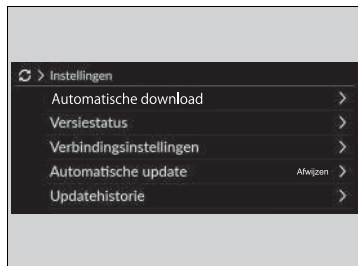 > Instellingen
Automatische download >
Versiestatus >
Verbindingsinstellingen >
Automatische update Afwijzen >
Updatehistorie >